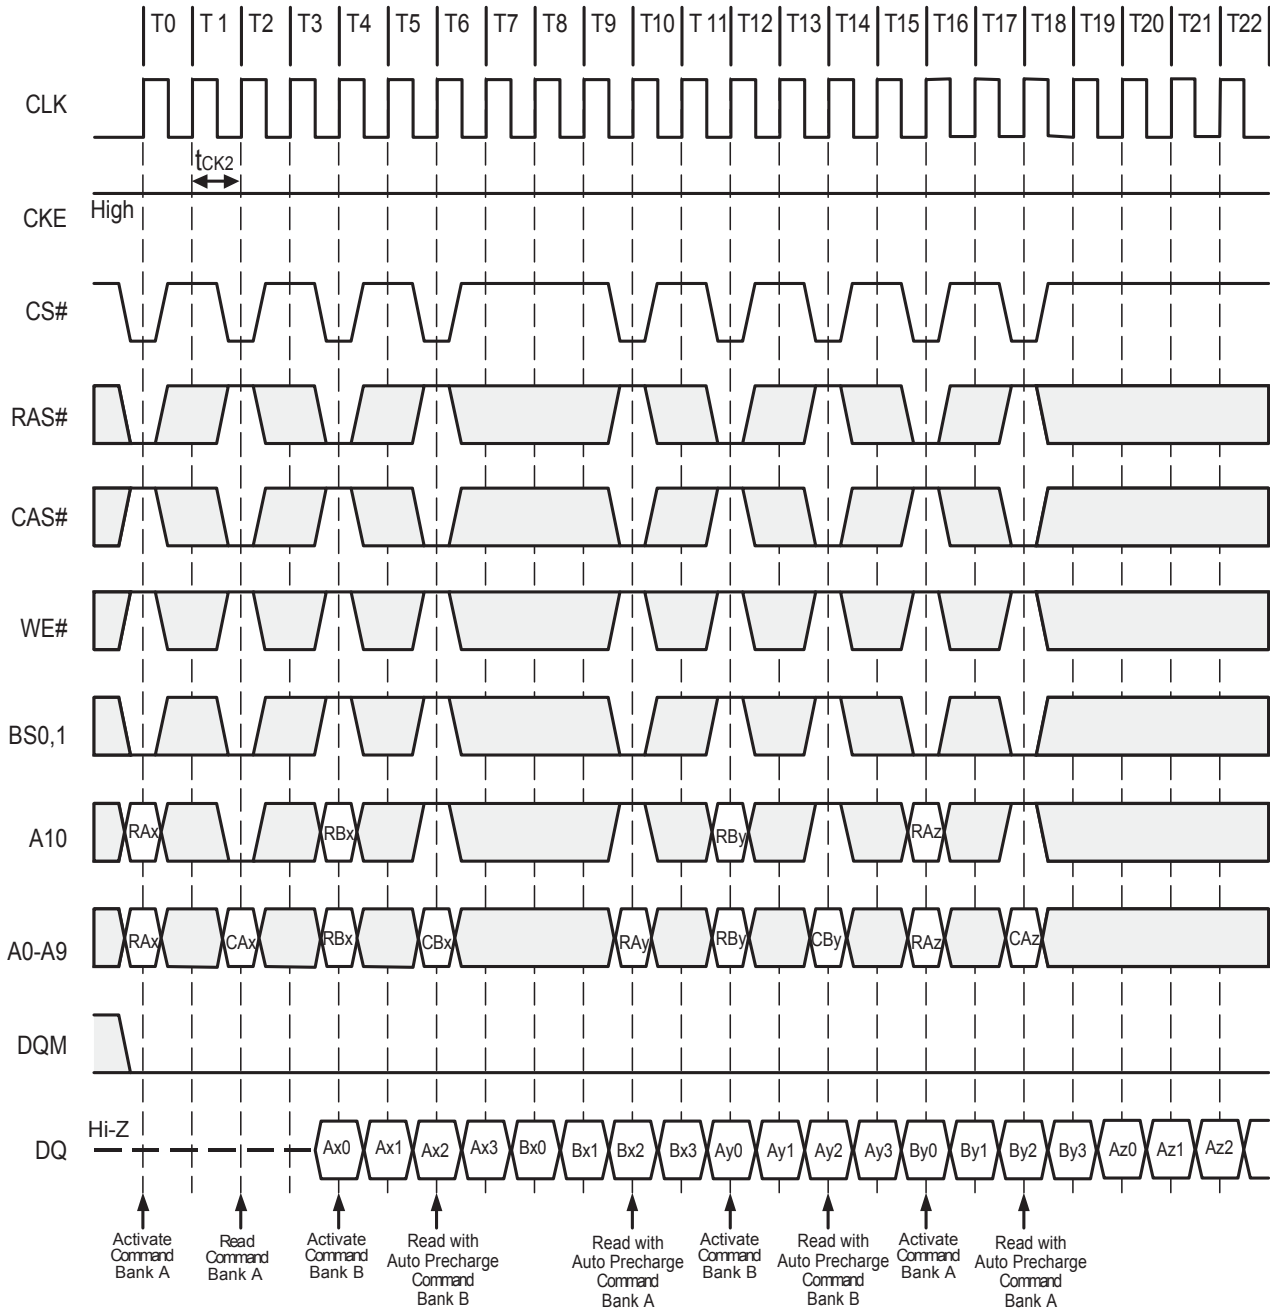 T0 T 1 T2 T3 T4 T5 T6 T7 T8 T9 T10 T 11 T12 T13 T14 T15 T16 T17 T18 T19 T20 T21 T22
CLK
tCK2
CKE High
CS#
RAS#
CAS#
WE#
BS0,1
A10 RAx RBx RBy RAz
A0-A9 RAx CAx RBx CBx RAy RBy CBy RAz CAz
DQM
DQ Hi-Z Ax0 Ax1 Ax2 Ax3 Bx0 Bx1 Bx2 Bx3 Ay0 Ay1 Ay2 Ay3 By0 By1 By2 By3 Az0 Az1 Az2
Activate
Command
Bank A
Read
Command
Bank A
Activate
Command
Bank B
Read with
Auto Precharge
Command
Bank B
Read with
Auto Precharge
Command
Bank A
Activate
Command
Bank B
Read with
Auto Precharge
Command
Bank B
Activate
Command
Bank A
Read with
Auto Precharge
Command
Bank A